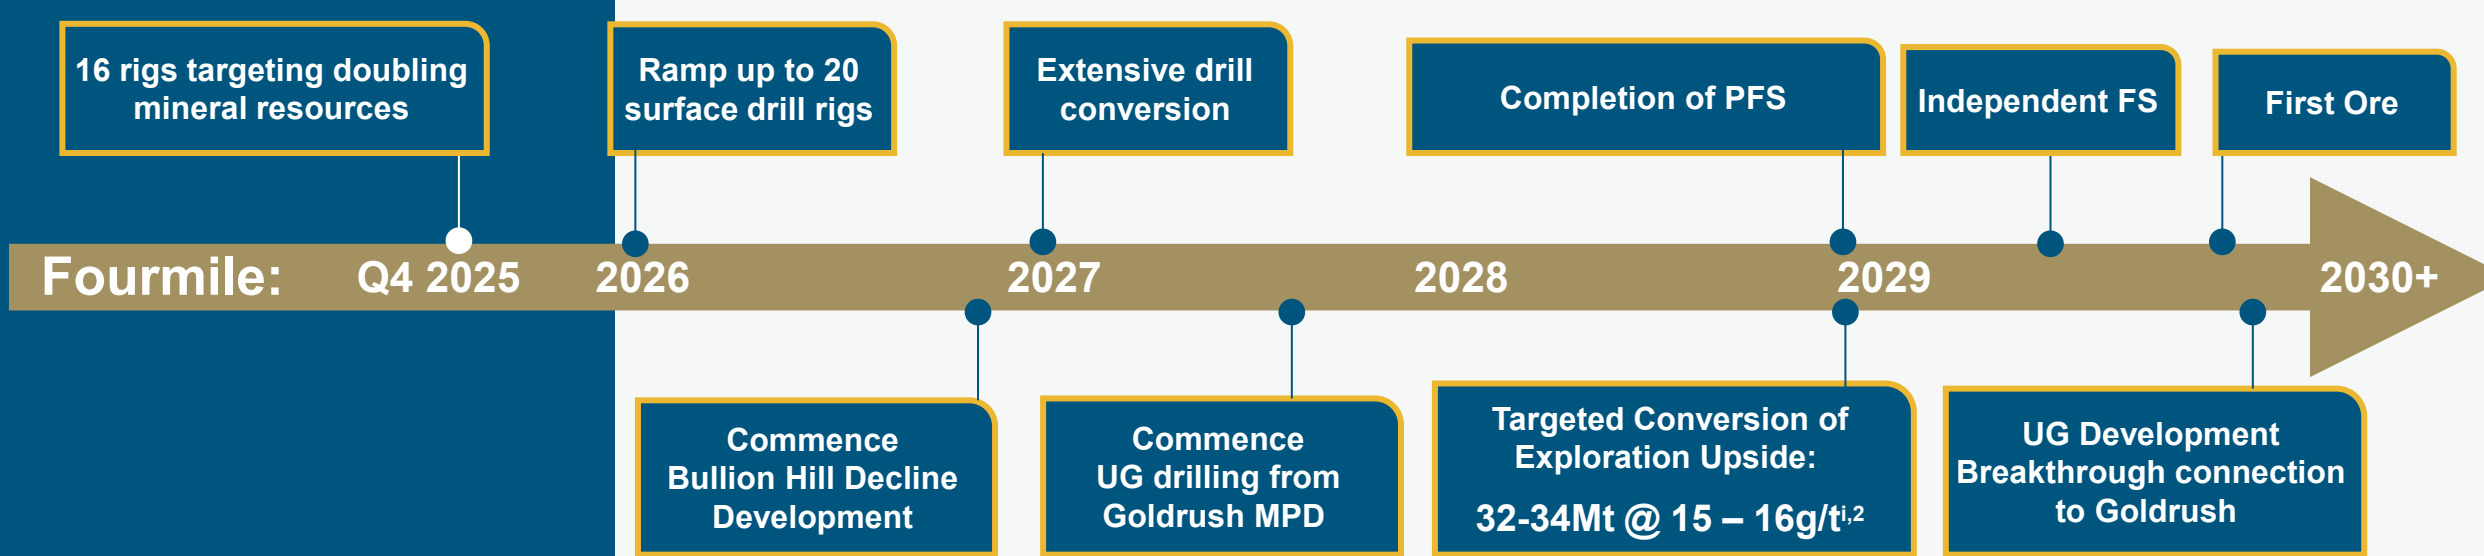 16 rigs targeting doubling
mineral resources
Ramp up to 20
surface drill rigs
Extensive drill
conversion
Completion of PFS
Independent FS
First Ore
Fourmile: Q4 2025 2026 2027 2028 2029 2030+
Commence
Bullion Hill Decline
Development
Commence
UG drilling from
Goldrush MPD
Targeted Conversion of
Exploration Upside:
32-34Mt @ 15 – 16g/tⁱ,²
UG Development
Breakthrough connection
to Goldrush